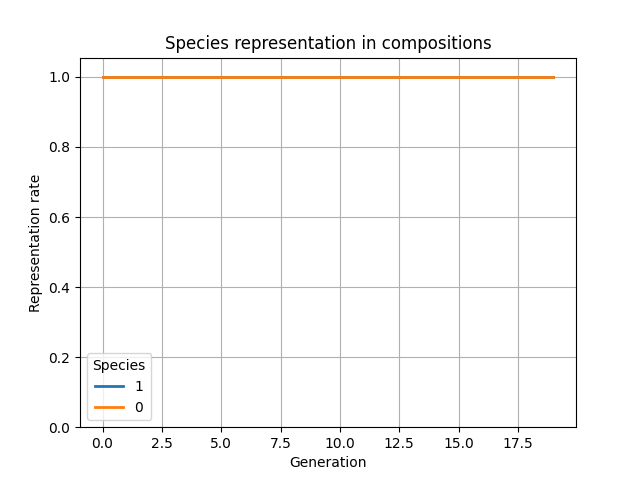 Species representation in compositions
Representation rate
1.0
0.8
0.6
0.4
0.2
0.0
Species
1
0
0.0 2.5 5.0 7.5 10.0 12.5 15.0 17.5
Generation